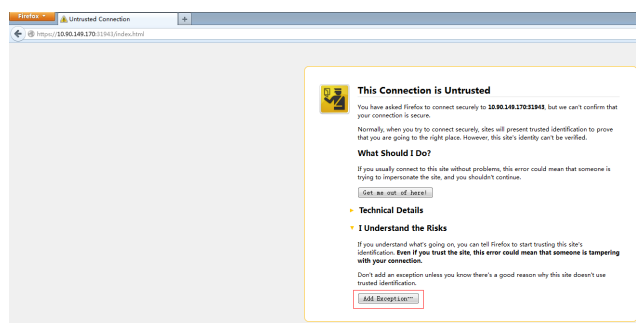 Firefox
Untrusted Connection
+
https://10.90.149.170:31943/index.html
This Connection is Untrusted
You have asked Firefox to connect securely to 10.90.149.170:31943, but we can't confirm that
your connection is secure.
Normally, when you try to connect securely, sites will present trusted identification to prove
that you are going to the right place. However, this site's identity can't be verified.
What Should I Do?
If you usually connect to this site without problems, this error could mean that someone is
trying to impersonate the site, and you shouldn't continue.
Get me out of here!
Technical Details
I Understand the Risks
If you understand what's going on, you can tell Firefox to start trusting this site's
identification. Even if you trust the site, this error could mean that someone is tampering
with your connection.
Don't add an exception unless you know there's a good reason why this site doesn't use
trusted identification.
Add Exception…